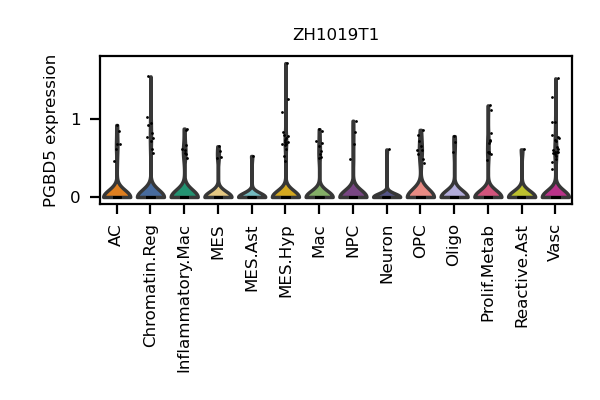 ZH1019T1
PGBD5 expression
1
0
AC
Chromatin.Reg
Inflammatory.Mac
MES
MES.Ast
MES.Hyp
Mac
NPC
Neuron
OPC
Oligo
Prolif.Metab
Reactive.Ast
Vasc